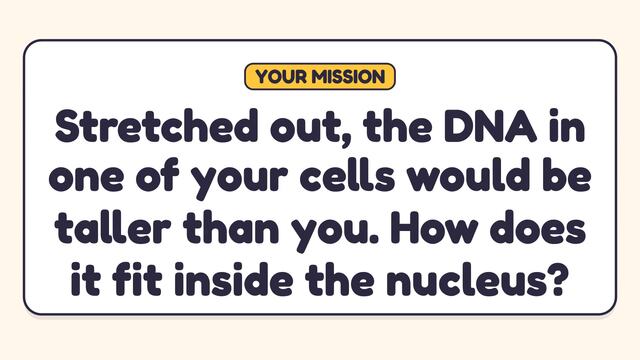 YOUR MISSION
Stretched out, the DNA in
one of your cells would be
taller than you. How does
it fit inside the nucleus?